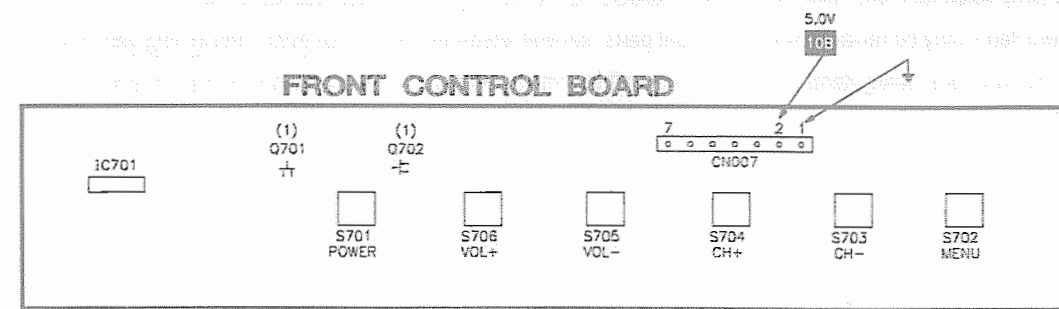 5.0V
10B
FRONT CONTROL BOARD
(1) (1) 7 2 1
Q701 Q702
CN007
IC701
S701 S706 S705 S704 S703 S702
POWER VOL+ VOL- CH+ CH- MENU